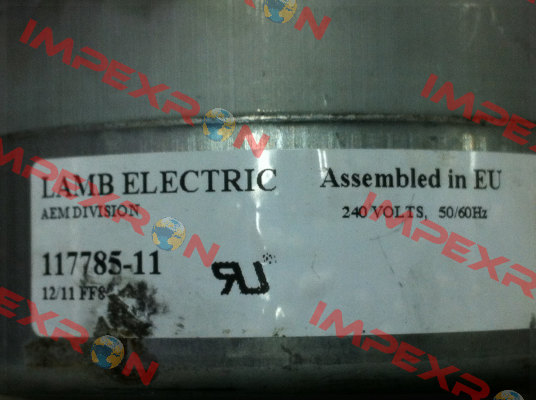 LAMB ELECTRIC
AEM DIVISION
117785-11
12/11 FF8
Assembled in EU
240 VOLTS, 50/60Hz
IMPEXRON
IMPEXRON
IMPEXRON
IMPEXRON
IMPEXRON
IMPEXRON